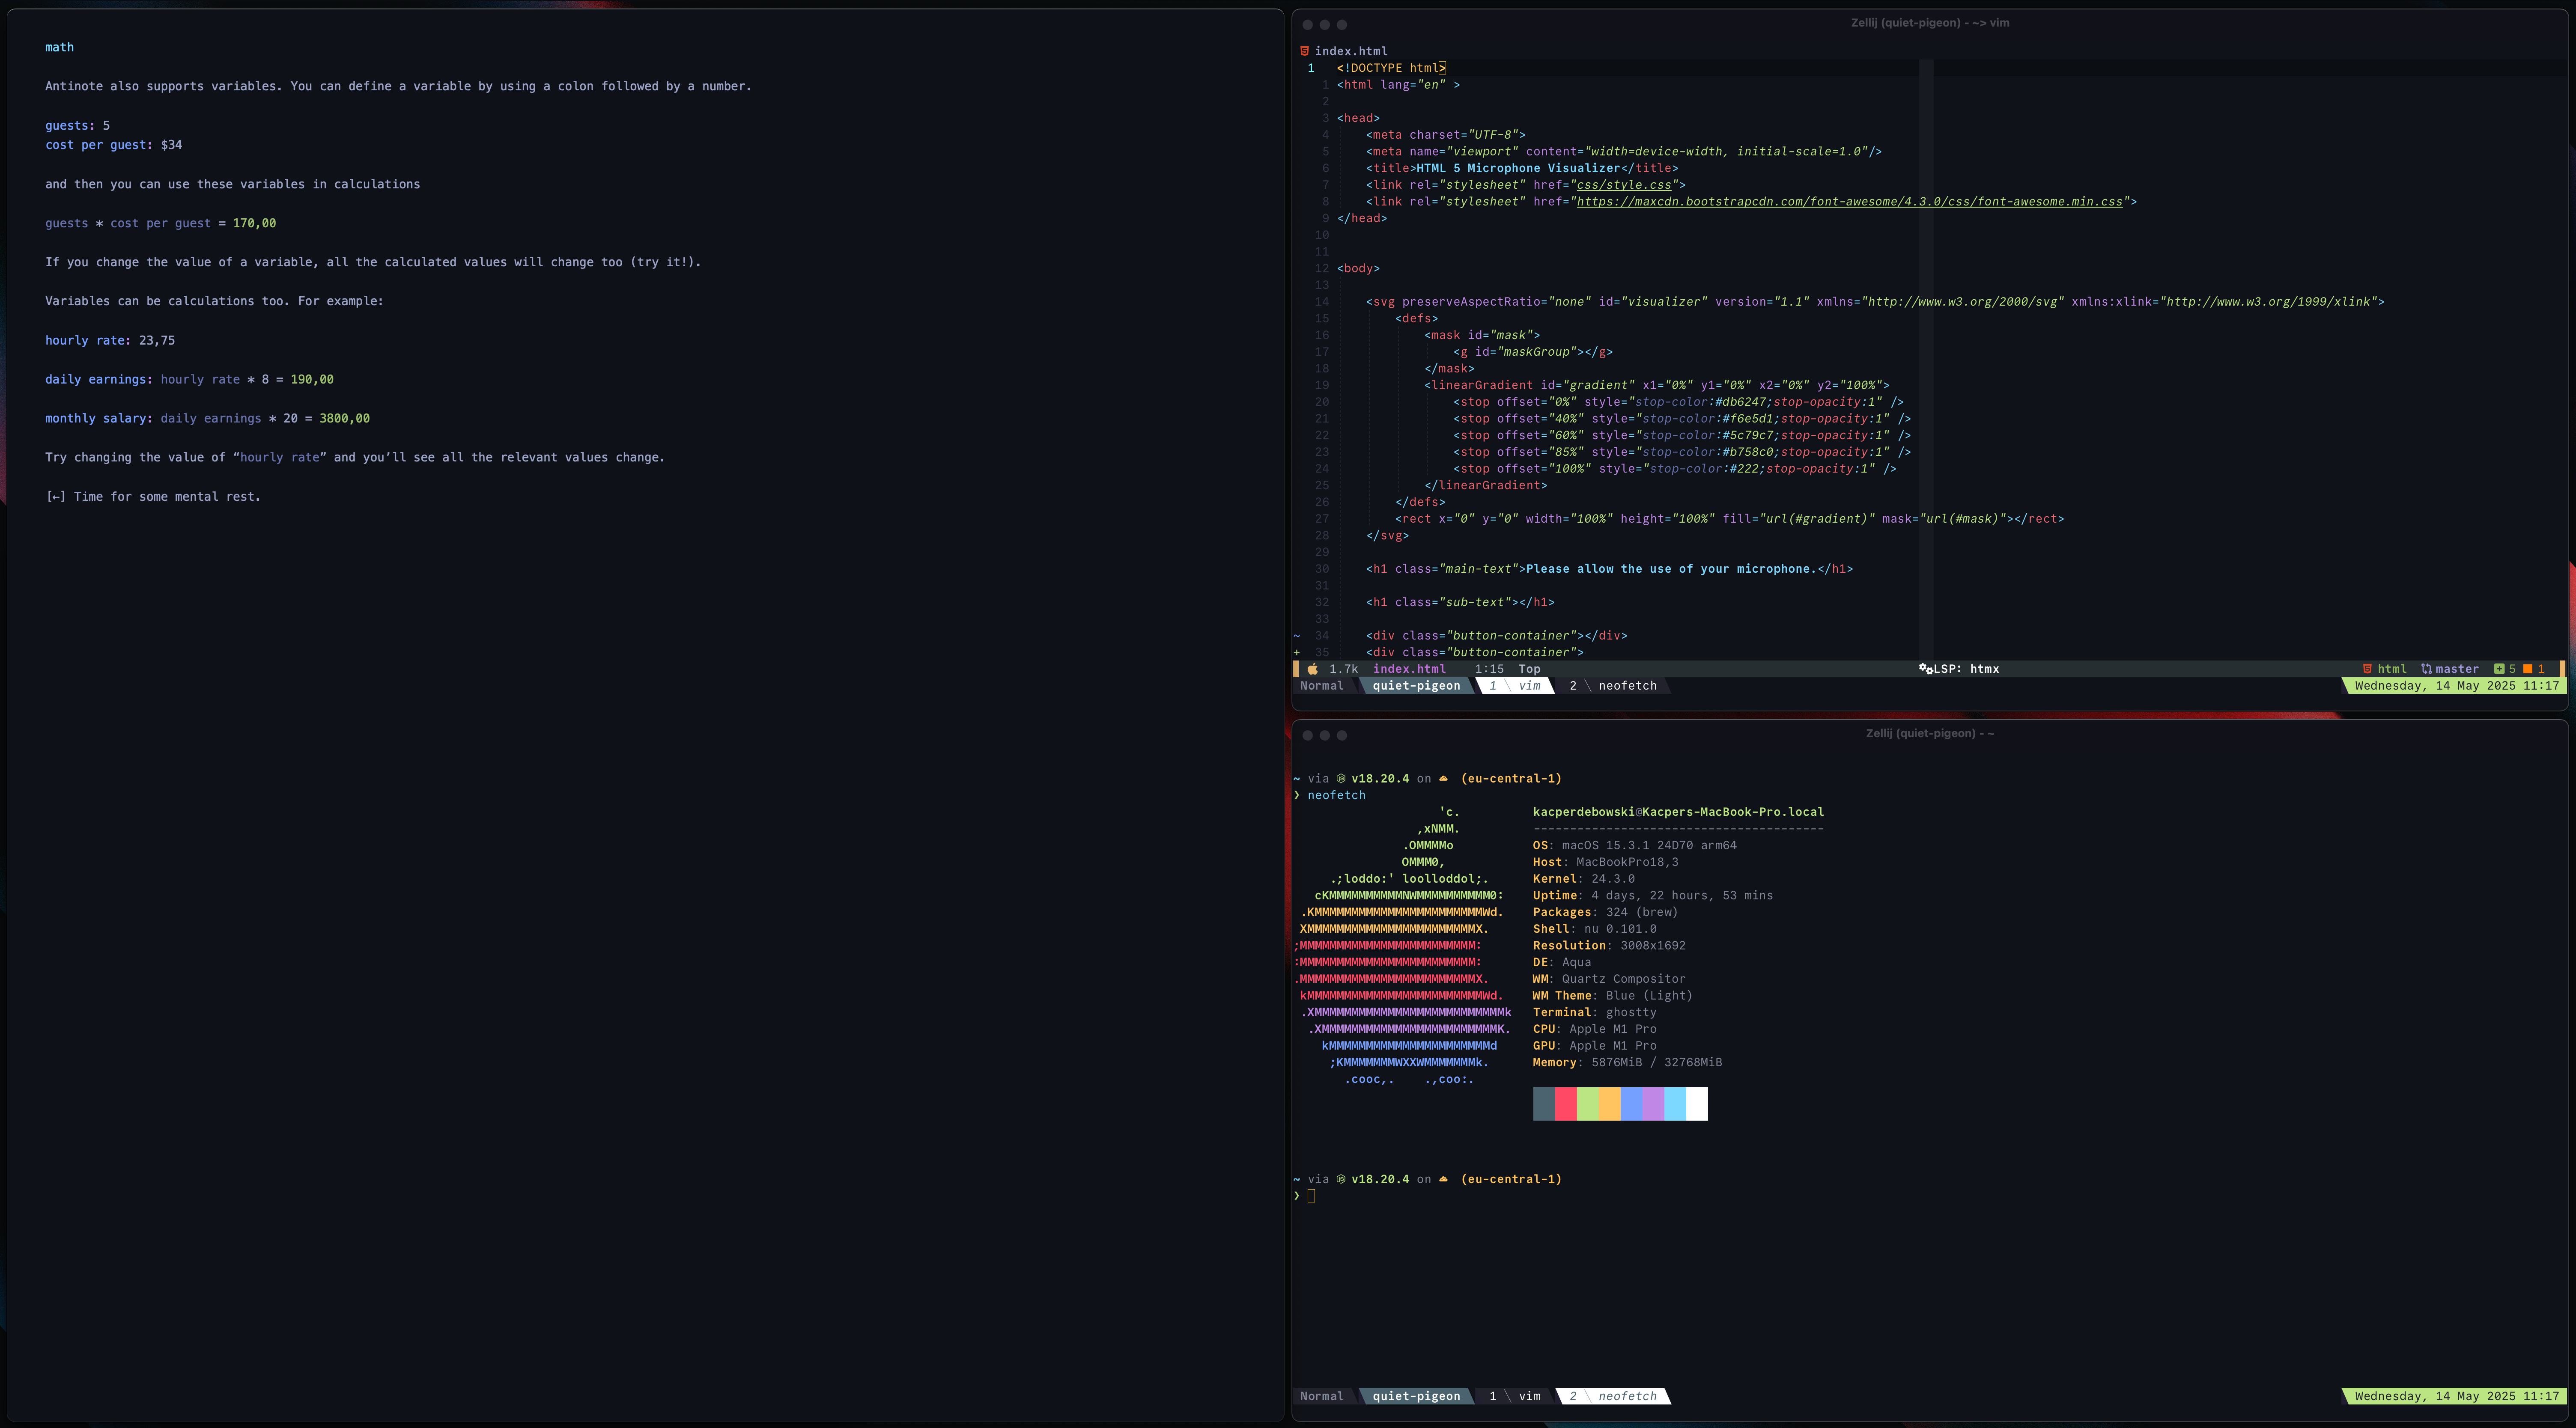 math
Antinote also supports variables. You can define a variable by using a colon followed by a number.
guests: 5
cost per guest: $34
and then you can use these variables in calculations
guests * cost per guest = 170,00
If you change the value of a variable, all the calculated values will change too (try it!).
Variables can be calculations too. For example:
hourly rate: 23,75
daily earnings: hourly rate * 8 = 190,00
monthly salary: daily earnings * 20 = 3800,00
Try changing the value of “hourly rate” and you’ll see all the relevant values change.
[←] Time for some mental rest.
Zellij (quiet-pigeon) - ~> vim
index.html
1 <!DOCTYPE html>
1 <html lang="en" >
2
3 <head>
4 <meta charset="UTF-8">
5 <meta name="viewport" content="width=device-width, initial-scale=1.0"/>
6 <title>HTML 5 Microphone Visualizer</title>
7 <link rel="stylesheet" href="css/style.css">
8 <link rel="stylesheet" href="https://maxcdn.bootstrapcdn.com/font-awesome/4.3.0/css/font-awesome.min.css">
9 </head>
10
11
12 <body>
13
14 <svg preserveAspectRatio="none" id="visualizer" version="1.1" xmlns="http://www.w3.org/2000/svg" xmlns:xlink="http://www.w3.org/1999/xlink">
15 <defs>
16 <mask id="mask">
17 <g id="maskGroup"></g>
18 </mask>
19 <linearGradient id="gradient" x1="0%" y1="0%" x2="0%" y2="100%">
20 <stop offset="0%" style="stop-color:#db6247;stop-opacity:1" />
21 <stop offset="40%" style="stop-color:#f6e5d1;stop-opacity:1" />
22 <stop offset="60%" style="stop-color:#5c79c7;stop-opacity:1" />
23 <stop offset="85%" style="stop-color:#b758c0;stop-opacity:1" />
24 <stop offset="100%" style="stop-color:#222;stop-opacity:1" />
25 </linearGradient>
26 </defs>
27 <rect x="0" y="0" width="100%" height="100%" fill="url(#gradient)" mask="url(#mask)"></rect>
28 </svg>
29
30 <h1 class="main-text">Please allow the use of your microphone.</h1>
31
32 <h1 class="sub-text"></h1>
33
~ 34 <div class="button-container"></div>
+ 35 <div class="button-container">
1.7k index.html 1:15 Top LSP: htmx html master 5 1
Normal quiet-pigeon 1 vim 2 neofetch Wednesday, 14 May 2025 11:17
Zellij (quiet-pigeon) - ~
~ via v18.20.4 on (eu-central-1)
❯ neofetch
'c. kacperdebowski@Kacpers-MacBook-Pro.local
,xNMM. ----------------------------------------
.OMMMMo OS: macOS 15.3.1 24D70 arm64
OMMM0, Host: MacBookPro18,3
.;loddo:' loolloddol;. Kernel: 24.3.0
cKMMMMMMMMMMNWMMMMMMMMMM0: Uptime: 4 days, 22 hours, 53 mins
.KMMMMMMMMMMMMMMMMMMMMMMMWd. Packages: 324 (brew)
XMMMMMMMMMMMMMMMMMMMMMMMX. Shell: nu 0.101.0
;MMMMMMMMMMMMMMMMMMMMMMMM: Resolution: 3008x1692
:MMMMMMMMMMMMMMMMMMMMMMMM: DE: Aqua
.MMMMMMMMMMMMMMMMMMMMMMMMX. WM: Quartz Compositor
kMMMMMMMMMMMMMMMMMMMMMMMMWd. WM Theme: Blue (Light)
.XMMMMMMMMMMMMMMMMMMMMMMMMMMk Terminal: ghostty
.XMMMMMMMMMMMMMMMMMMMMMMMMK. CPU: Apple M1 Pro
kMMMMMMMMMMMMMMMMMMMMMMd GPU: Apple M1 Pro
;KMMMMMMMWXXWMMMMMMMk. Memory: 5876MiB / 32768MiB
.cooc,. .,coo:.
~ via v18.20.4 on (eu-central-1)
❯
Normal quiet-pigeon 1 vim 2 neofetch Wednesday, 14 May 2025 11:17